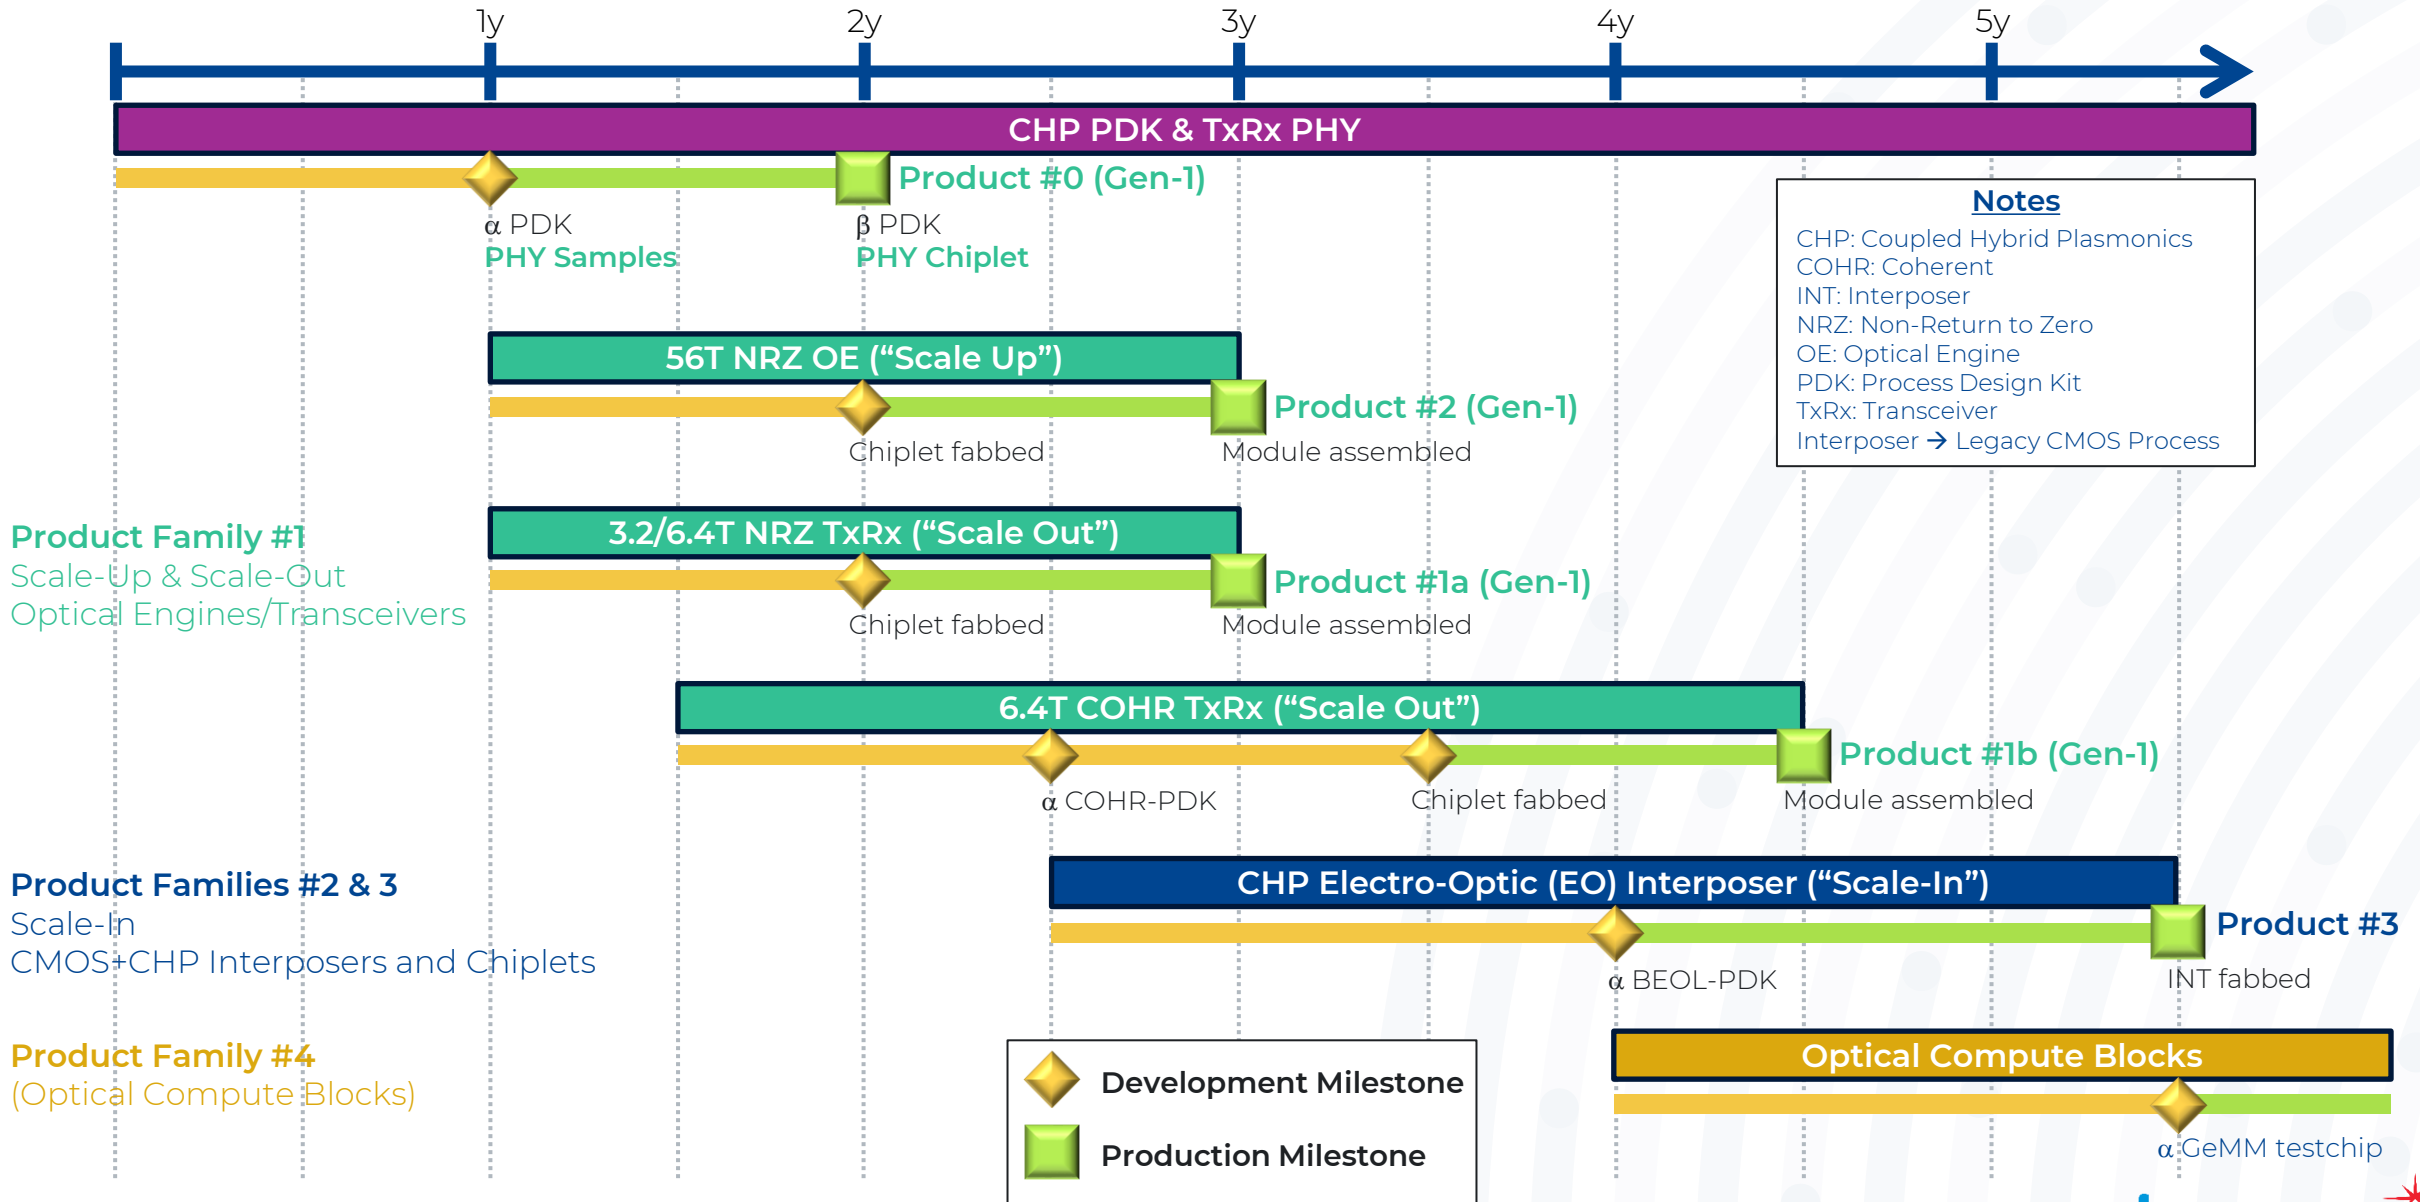 1y 2y 3y 4y 5y
CHP PDK & TxRx PHY
Product #0 (Gen-1)
α PDK
PHY Samples
β PDK
PHY Chiplet
Notes
CHP: Coupled Hybrid Plasmonics
COHR: Coherent
INT: Interposer
NRZ: Non-Return to Zero
OE: Optical Engine
PDK: Process Design Kit
TxRx: Transceiver
Interposer → Legacy CMOS Process
56T NRZ OE (“Scale Up”)
Product #2 (Gen-1)
Chiplet fabbed
Module assembled
Product Family #1
Scale-Up & Scale-Out
Optical Engines/Transceivers
3.2/6.4T NRZ TxRx (“Scale Out”)
Product #1a (Gen-1)
Chiplet fabbed
Module assembled
6.4T COHR TxRx (“Scale Out”)
Product #1b (Gen-1)
α COHR-PDK
Chiplet fabbed
Module assembled
Product Families #2 & 3
Scale-In
CMOS+CHP Interposers and Chiplets
CHP Electro-Optic (EO) Interposer (“Scale-In”)
Product #3
α BEOL-PDK
INT fabbed
Product Family #4
(Optical Compute Blocks)
Optical Compute Blocks
α GeMM testchip
Development Milestone
Production Milestone